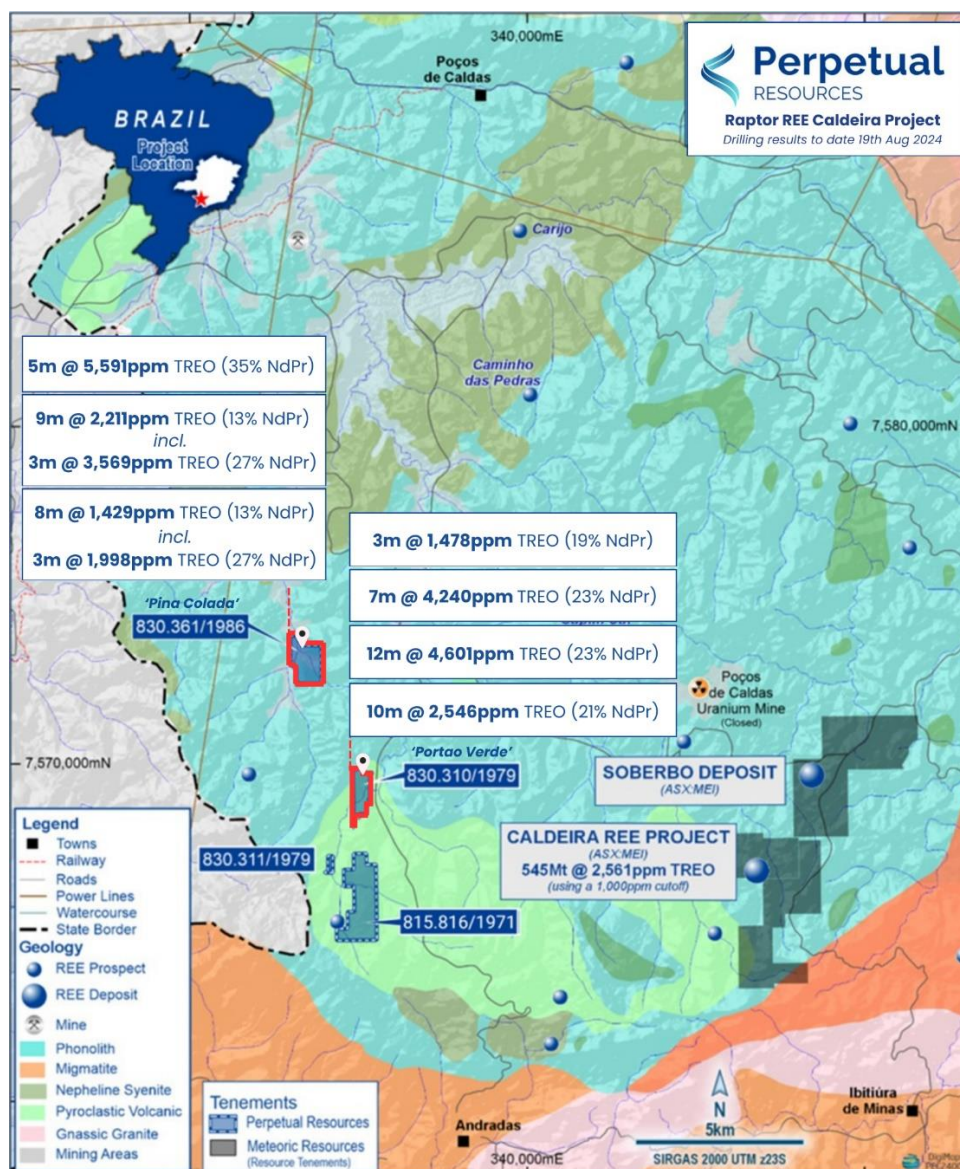 340,000mE
Poços
de Caldas
Perpetual
RESOURCES
Raptor REE Caldeira Project
Drilling results to date 19th Aug 2024
BRAZIL
Project
Location
Carijo
Caminho
das Pedras
7,580,000mN
5m @ 5,591ppm TREO (35% NdPr)
9m @ 2,211ppm TREO (13% NdPr)
incl.
3m @ 3,569ppm TREO (27% NdPr)
8m @ 1,429ppm TREO (13% NdPr)
incl.
3m @ 1,998ppm TREO (27% NdPr)
3m @ 1,478ppm TREO (19% NdPr)
7m @ 4,240ppm TREO (23% NdPr)
12m @ 4,601ppm TREO (23% NdPr)
10m @ 2,546ppm TREO (21% NdPr)
'Pina Colada'
830.361/1986
Poços
de Caldas
Uranium Mine
(Closed)
7,570,000mN
'Portao Verde'
830.310/1979
SOBERBO DEPOSIT
(ASX:MEI)
CALDEIRA REE PROJECT
(ASX:MEI)
545Mt @ 2,561ppm TREO
(using a 1,000ppm cutoff)
830.311/1979
815.816/1971
Legend
Towns
Railway
Roads
Power Lines
Watercourse
State Border
Geology
REE Prospect
REE Deposit
Mine
Phonolith
Migmatite
Nepheline Syenite
Pyroclastic Volcanic
Gnassic Granite
Mining Areas
Tenements
Perpetual Resources
Meteoric Resources
(Resource Tenements)
Andradas
340,000mE
N
5km
SIRGAS 2000 UTM z23S
Ibitiúra
de Minas